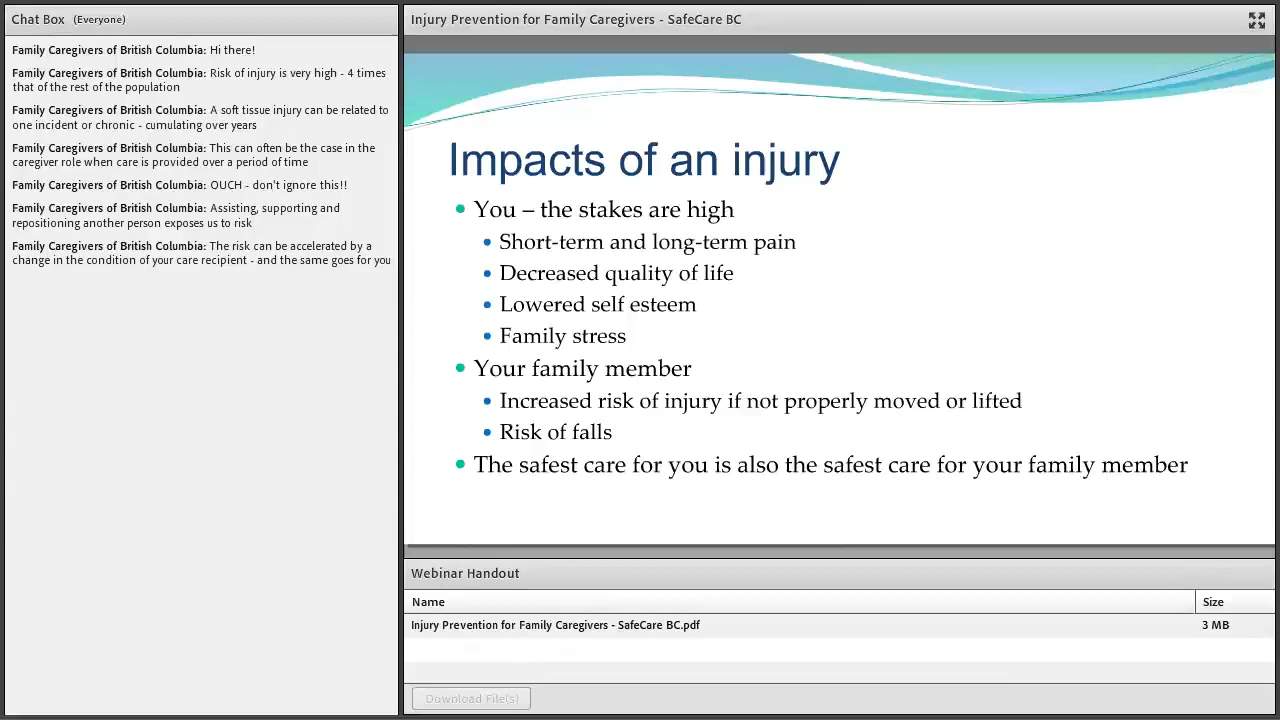 Chat Box (Everyone)
Family Caregivers of British Columbia: Hi there!
Family Caregivers of British Columbia: Risk of injury is very high - 4 times
that of the rest of the population
Family Caregivers of British Columbia: A soft tissue injury can be related to
one incident or chronic - cumulating over years
Family Caregivers of British Columbia: This can often be the case in the
caregiver role when care is provided over a period of time
Family Caregivers of British Columbia: OUCH - don't ignore this!!
Family Caregivers of British Columbia: Assisting, supporting and
repositioning another person exposes us to risk
Family Caregivers of British Columbia: The risk can be accelerated by a
change in the condition of your care recipient - and the same goes for you
Injury Prevention for Family Caregivers - SafeCare BC
Impacts of an injury
You – the stakes are high
Short-term and long-term pain
Decreased quality of life
Lowered self esteem
Family stress
Your family member
Increased risk of injury if not properly moved or lifted
Risk of falls
The safest care for you is also the safest care for your family member
Webinar Handout
Name Size
Injury Prevention for Family Caregivers - SafeCare BC.pdf 3 MB
Download File(s)